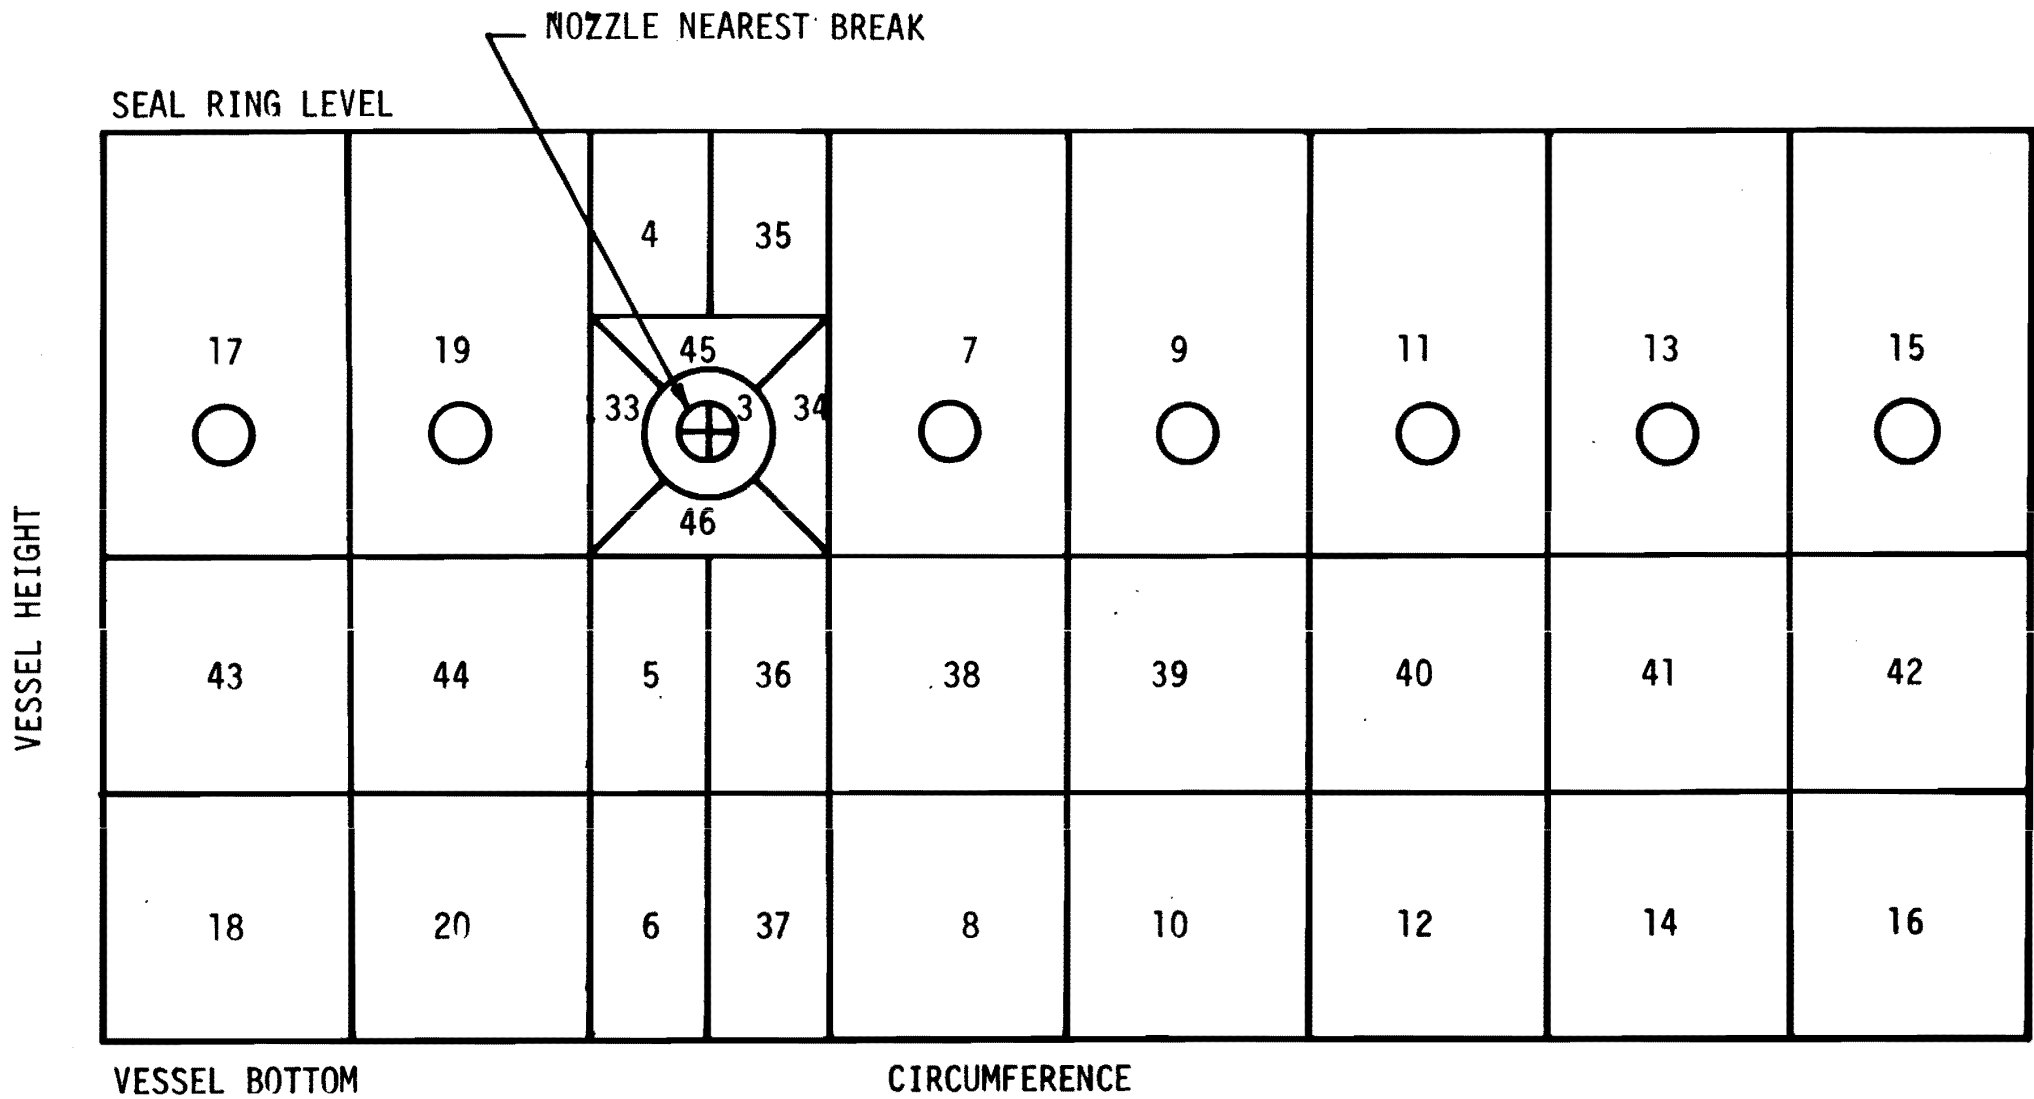 NOZZLE NEAREST BREAK
SEAL RING LEVEL
4 35
17 19 45 7 9 11 13 15
33 3 34
46
VESSEL HEIGHT
43 44 5 36 38 39 40 41 42
18 20 6 37 8 10 12 14 16
VESSEL BOTTOM CIRCUMFERENCE